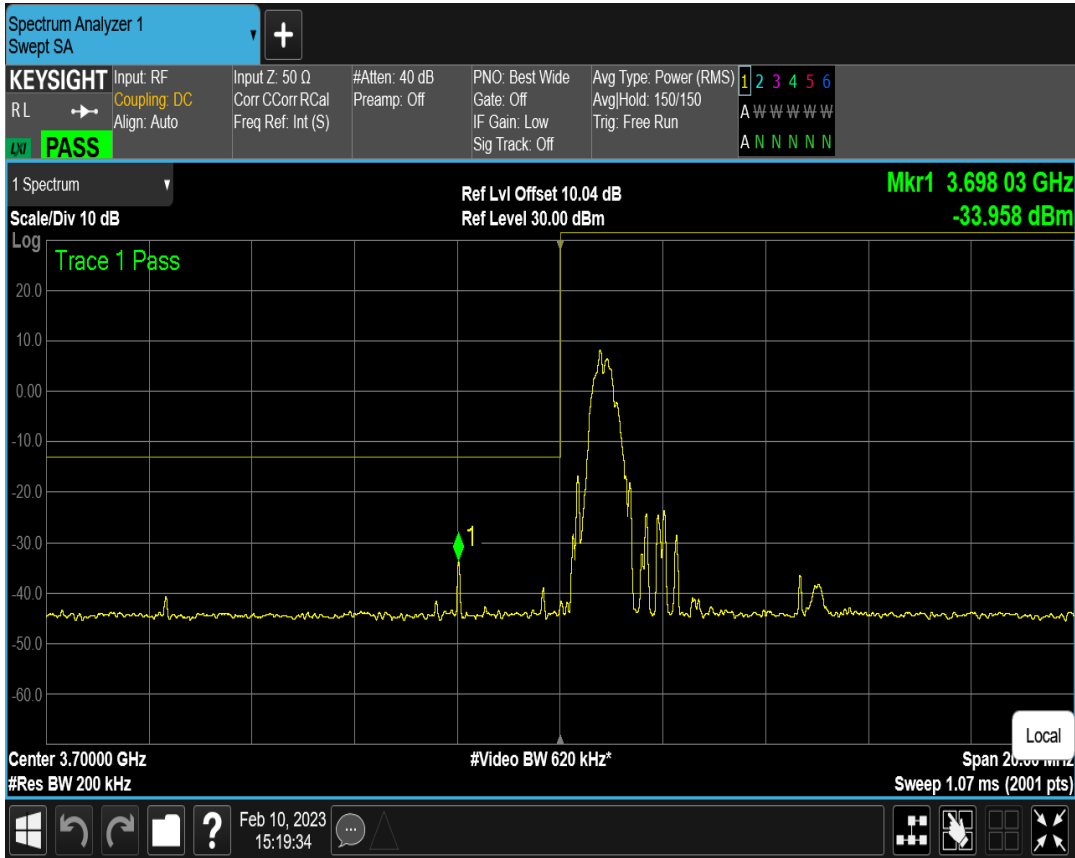 Spectrum Analyzer 1
Swept SA
+
KEYSIGHT
R L
LXI
PASS
Input: RF
Coupling: DC
Align: Auto
Input Z: 50 Ω
Corr CCorr RCal
Freq Ref: Int (S)
#Atten: 40 dB
Preamp: Off
PNO: Best Wide
Gate: Off
IF Gain: Low
Sig Track: Off
Avg Type: Power (RMS)
Avg|Hold: 150/150
Trig: Free Run
1 2 3 4 5 6
A W W W W W
A N N N N N
1 Spectrum
Scale/Div 10 dB
Ref Lvl Offset 10.04 dB
Ref Level 30.00 dBm
Mkr1 3.698 03 GHz
-33.958 dBm
Log
Trace 1 Pass
20.0
10.0
0.00
-10.0
-20.0
-30.0
-40.0
-50.0
-60.0
1
Local
Center 3.70000 GHz
#Res BW 200 kHz
#Video BW 620 kHz*
Span 20.00 MHz
Sweep 1.07 ms (2001 pts)
?
Feb 10, 2023
15:19:34